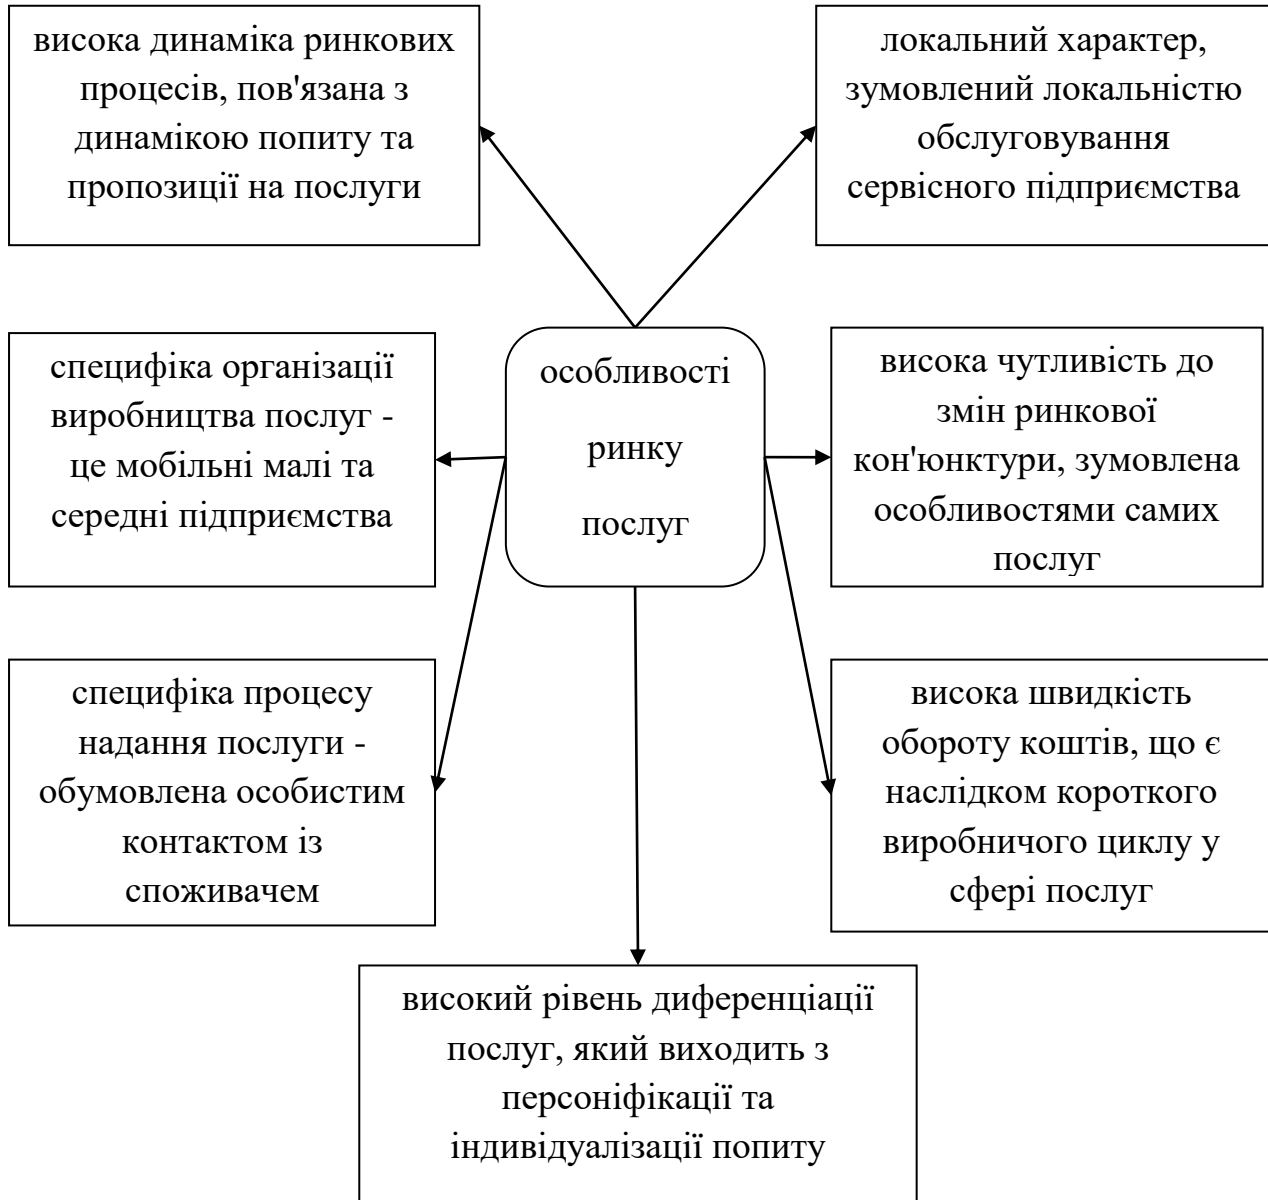 висока динаміка ринкових
процесів, пов'язана з
динамікою попиту та
пропозиції на послуги
локальний характер,
зумовлений локальністю
обслуговування
сервісного підприємства
специфіка організації
виробництва послуг -
це мобільні малі та
середні підприємства
особливості
ринку
послуг
висока чутливість до
змін ринкової
кон'юнктури, зумовлена
особливостями самих
послуг
специфіка процесу
надання послуги -
обумовлена особистим
контактом із
споживачем
висока швидкість
обороту коштів, що є
наслідком короткого
виробничого циклу у
сфері послуг
високий рівень диференціації
послуг, який виходить з
персоніфікації та
індивідуалізації попиту